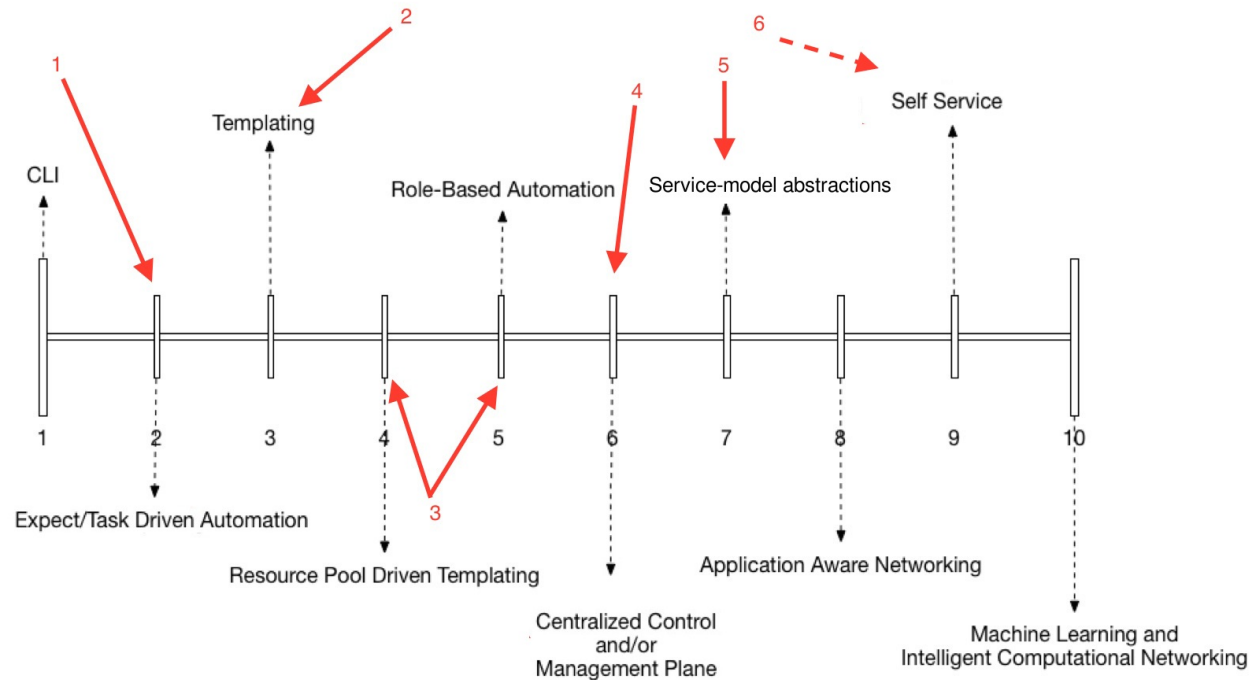 6
2
1
5
4
Self Service
Templating
CLI
Role-Based Automation
Service-model abstractions
1 2 3 4 5 6 7 8 9 10
3
Expect/Task Driven Automation
Resource Pool Driven Templating
Application Aware Networking
Centralized Control
and/or
Management Plane
Machine Learning and
Intelligent Computational Networking